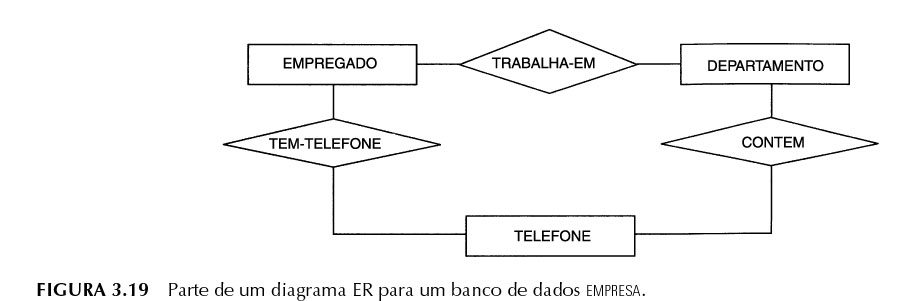 EMPREGADO
TRABALHA-EM
DEPARTAMENTO
TEM-TELEFONE
CONTEM
TELEFONE
FIGURA 3.19 Parte de um diagrama ER para um banco de dados EMPRESA.